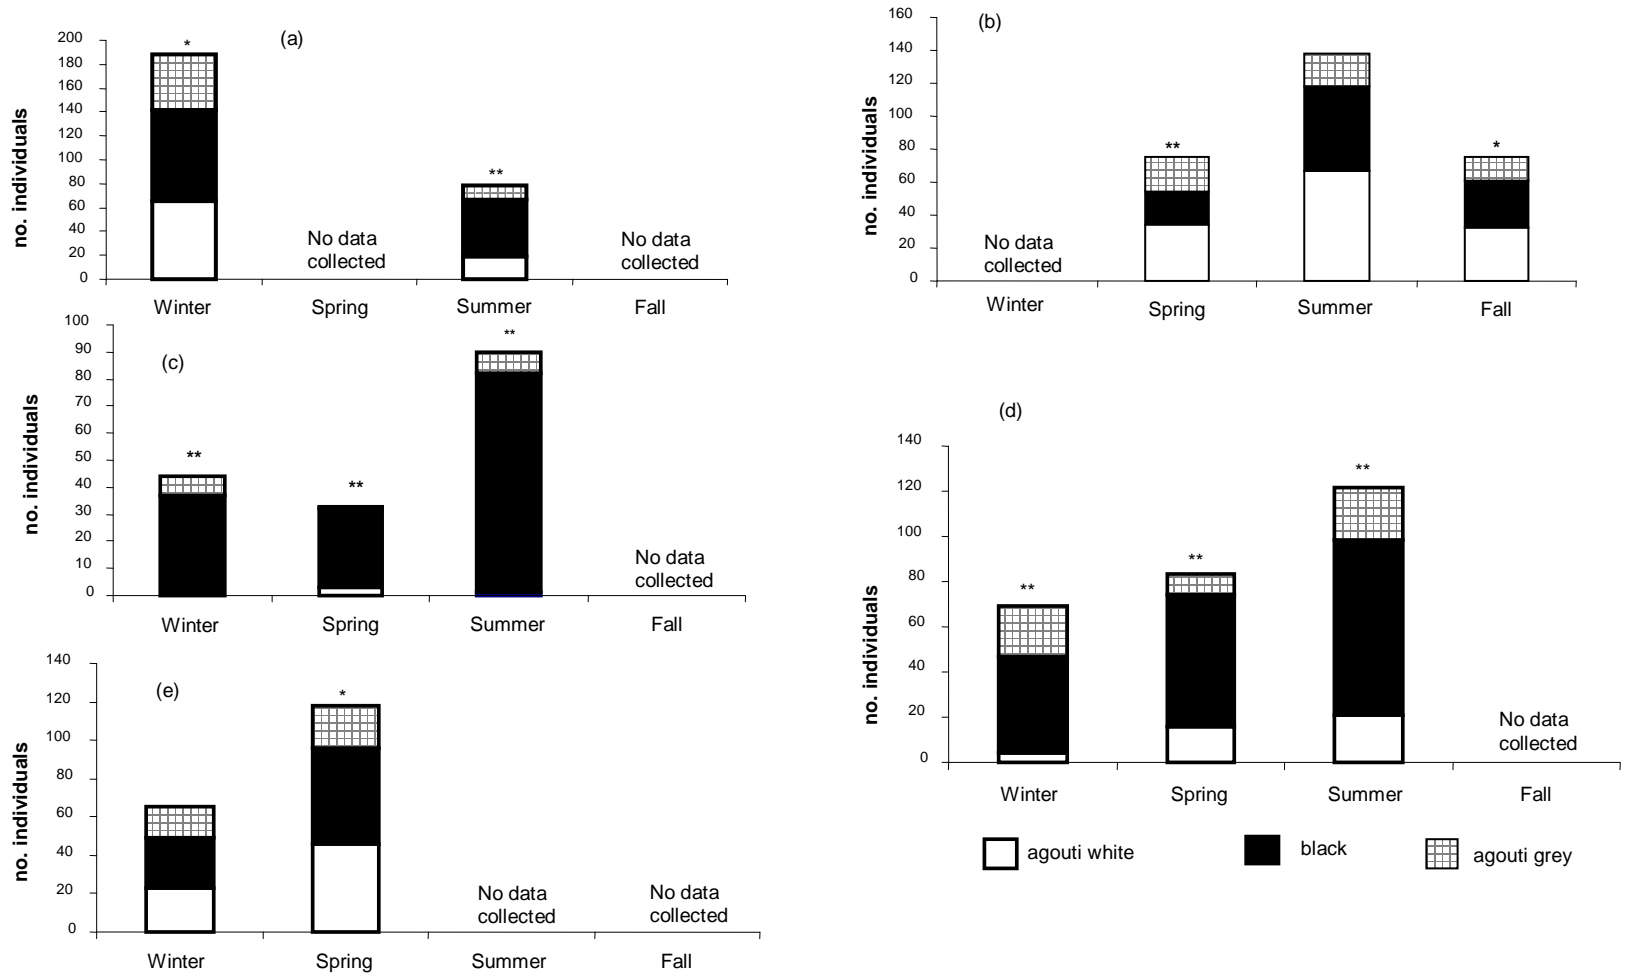 (a)
no. individuals
200
180
160
140
120
100
80
60
40
20
0
*
**
No data
collected
No data
collected
Winter Spring Summer Fall
(b)
no. individuals
160
140
120
100
80
60
40
20
0
**
*
No data
collected
Winter Spring Summer Fall
(c)
no. individuals
100
90
80
70
60
50
40
30
20
10
0
**
**
**
No data
collected
Winter Spring Summer Fall
(d)
no. individuals
140
120
100
80
60
40
20
0
**
**
**
No data
collected
Winter Spring Summer Fall
(e)
no. individuals
140
120
100
80
60
40
20
0
*
No data
collected
No data
collected
Winter Spring Summer Fall
agouti white black agouti grey